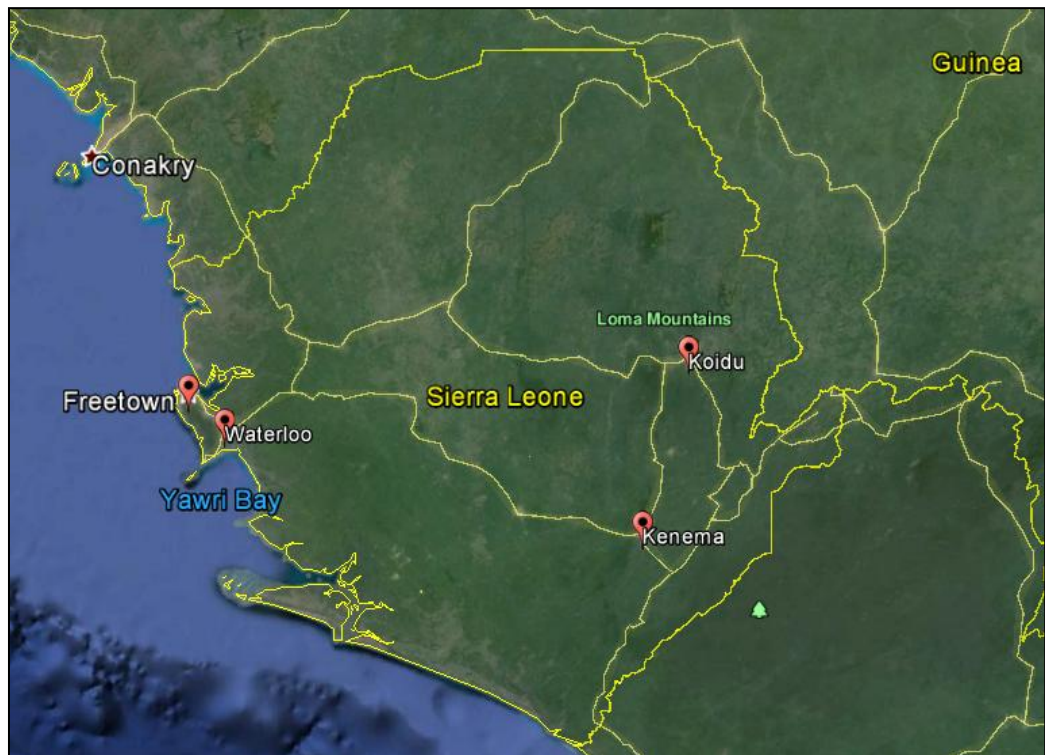 Guinea
Conakry
Loma Mountains
Koidu
Sierra Leone
Freetown
Waterloo
Yawri Bay
Kenema